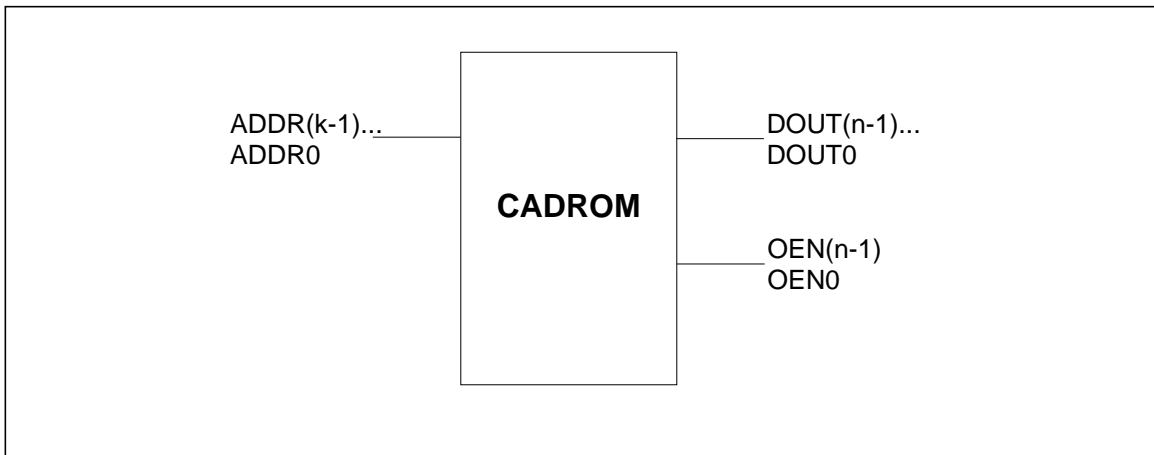 ADDR(k-1)...
ADDR0
CADROM
DOUT(n-1)...
DOUT0
OEN(n-1)
OEN0